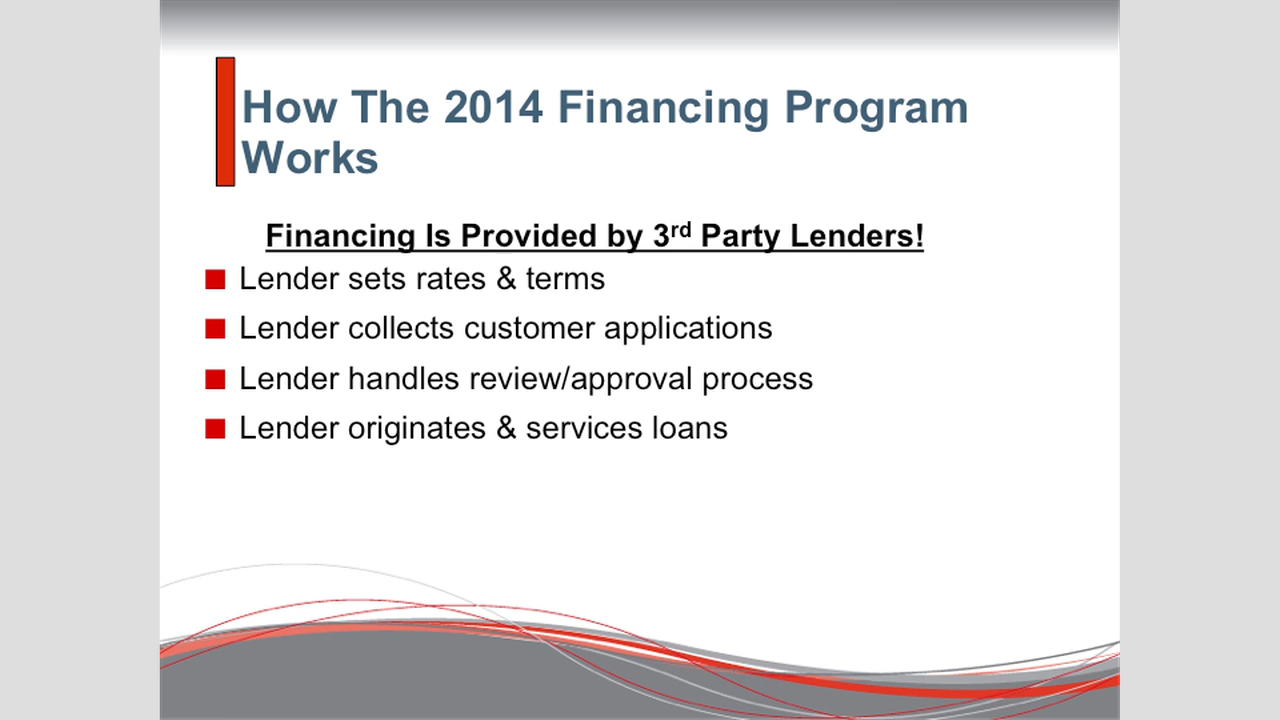 How The 2014 Financing Program
Works
Financing Is Provided by 3rd Party Lenders!
Lender sets rates & terms
Lender collects customer applications
Lender handles review/approval process
Lender originates & services loans